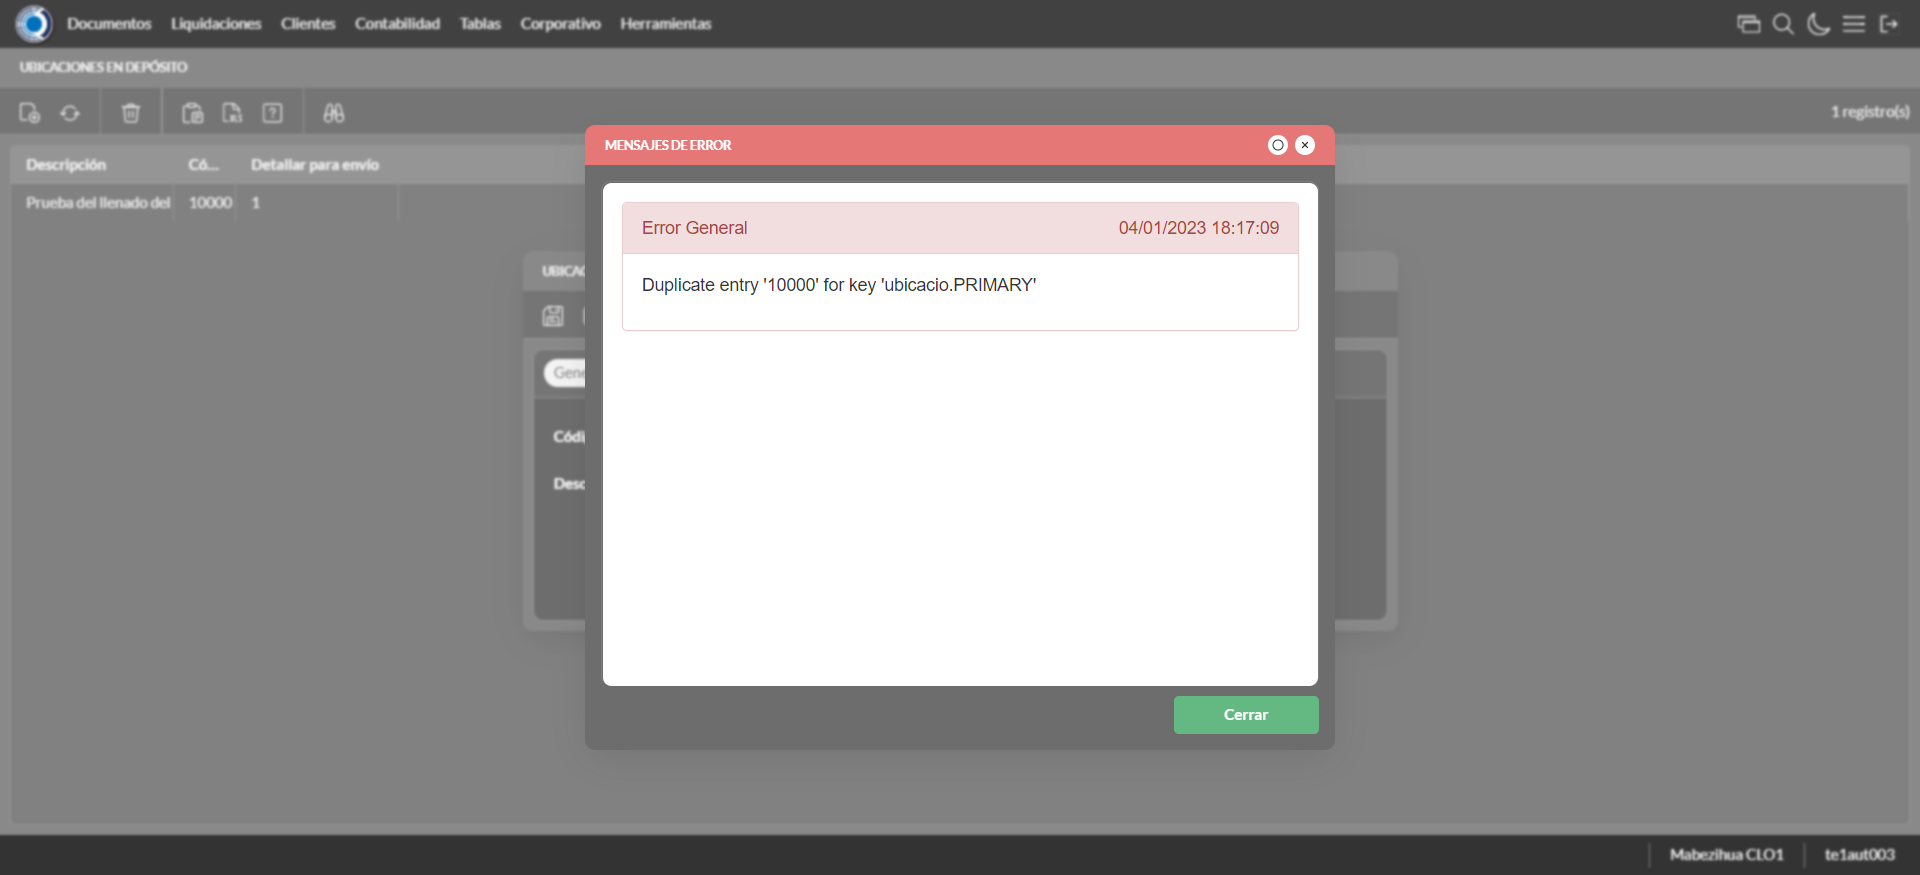 Documentos Liquidaciones Clientes Contabilidad Tablas Corporativo Herramientas
UBICACIONES EN DEPÓSITO
1 registro(s)
Descripción Có... Detallar para envío
Prueba del llenado del 10000 1
MENSAJES DE ERROR
Error General 04/01/2023 18:17:09
Duplicate entry '10000' for key 'ubicacio.PRIMARY'
UBICAC
Gene
Códi
Desc
Cerrar
Mabezihua CLO1 te1aut003